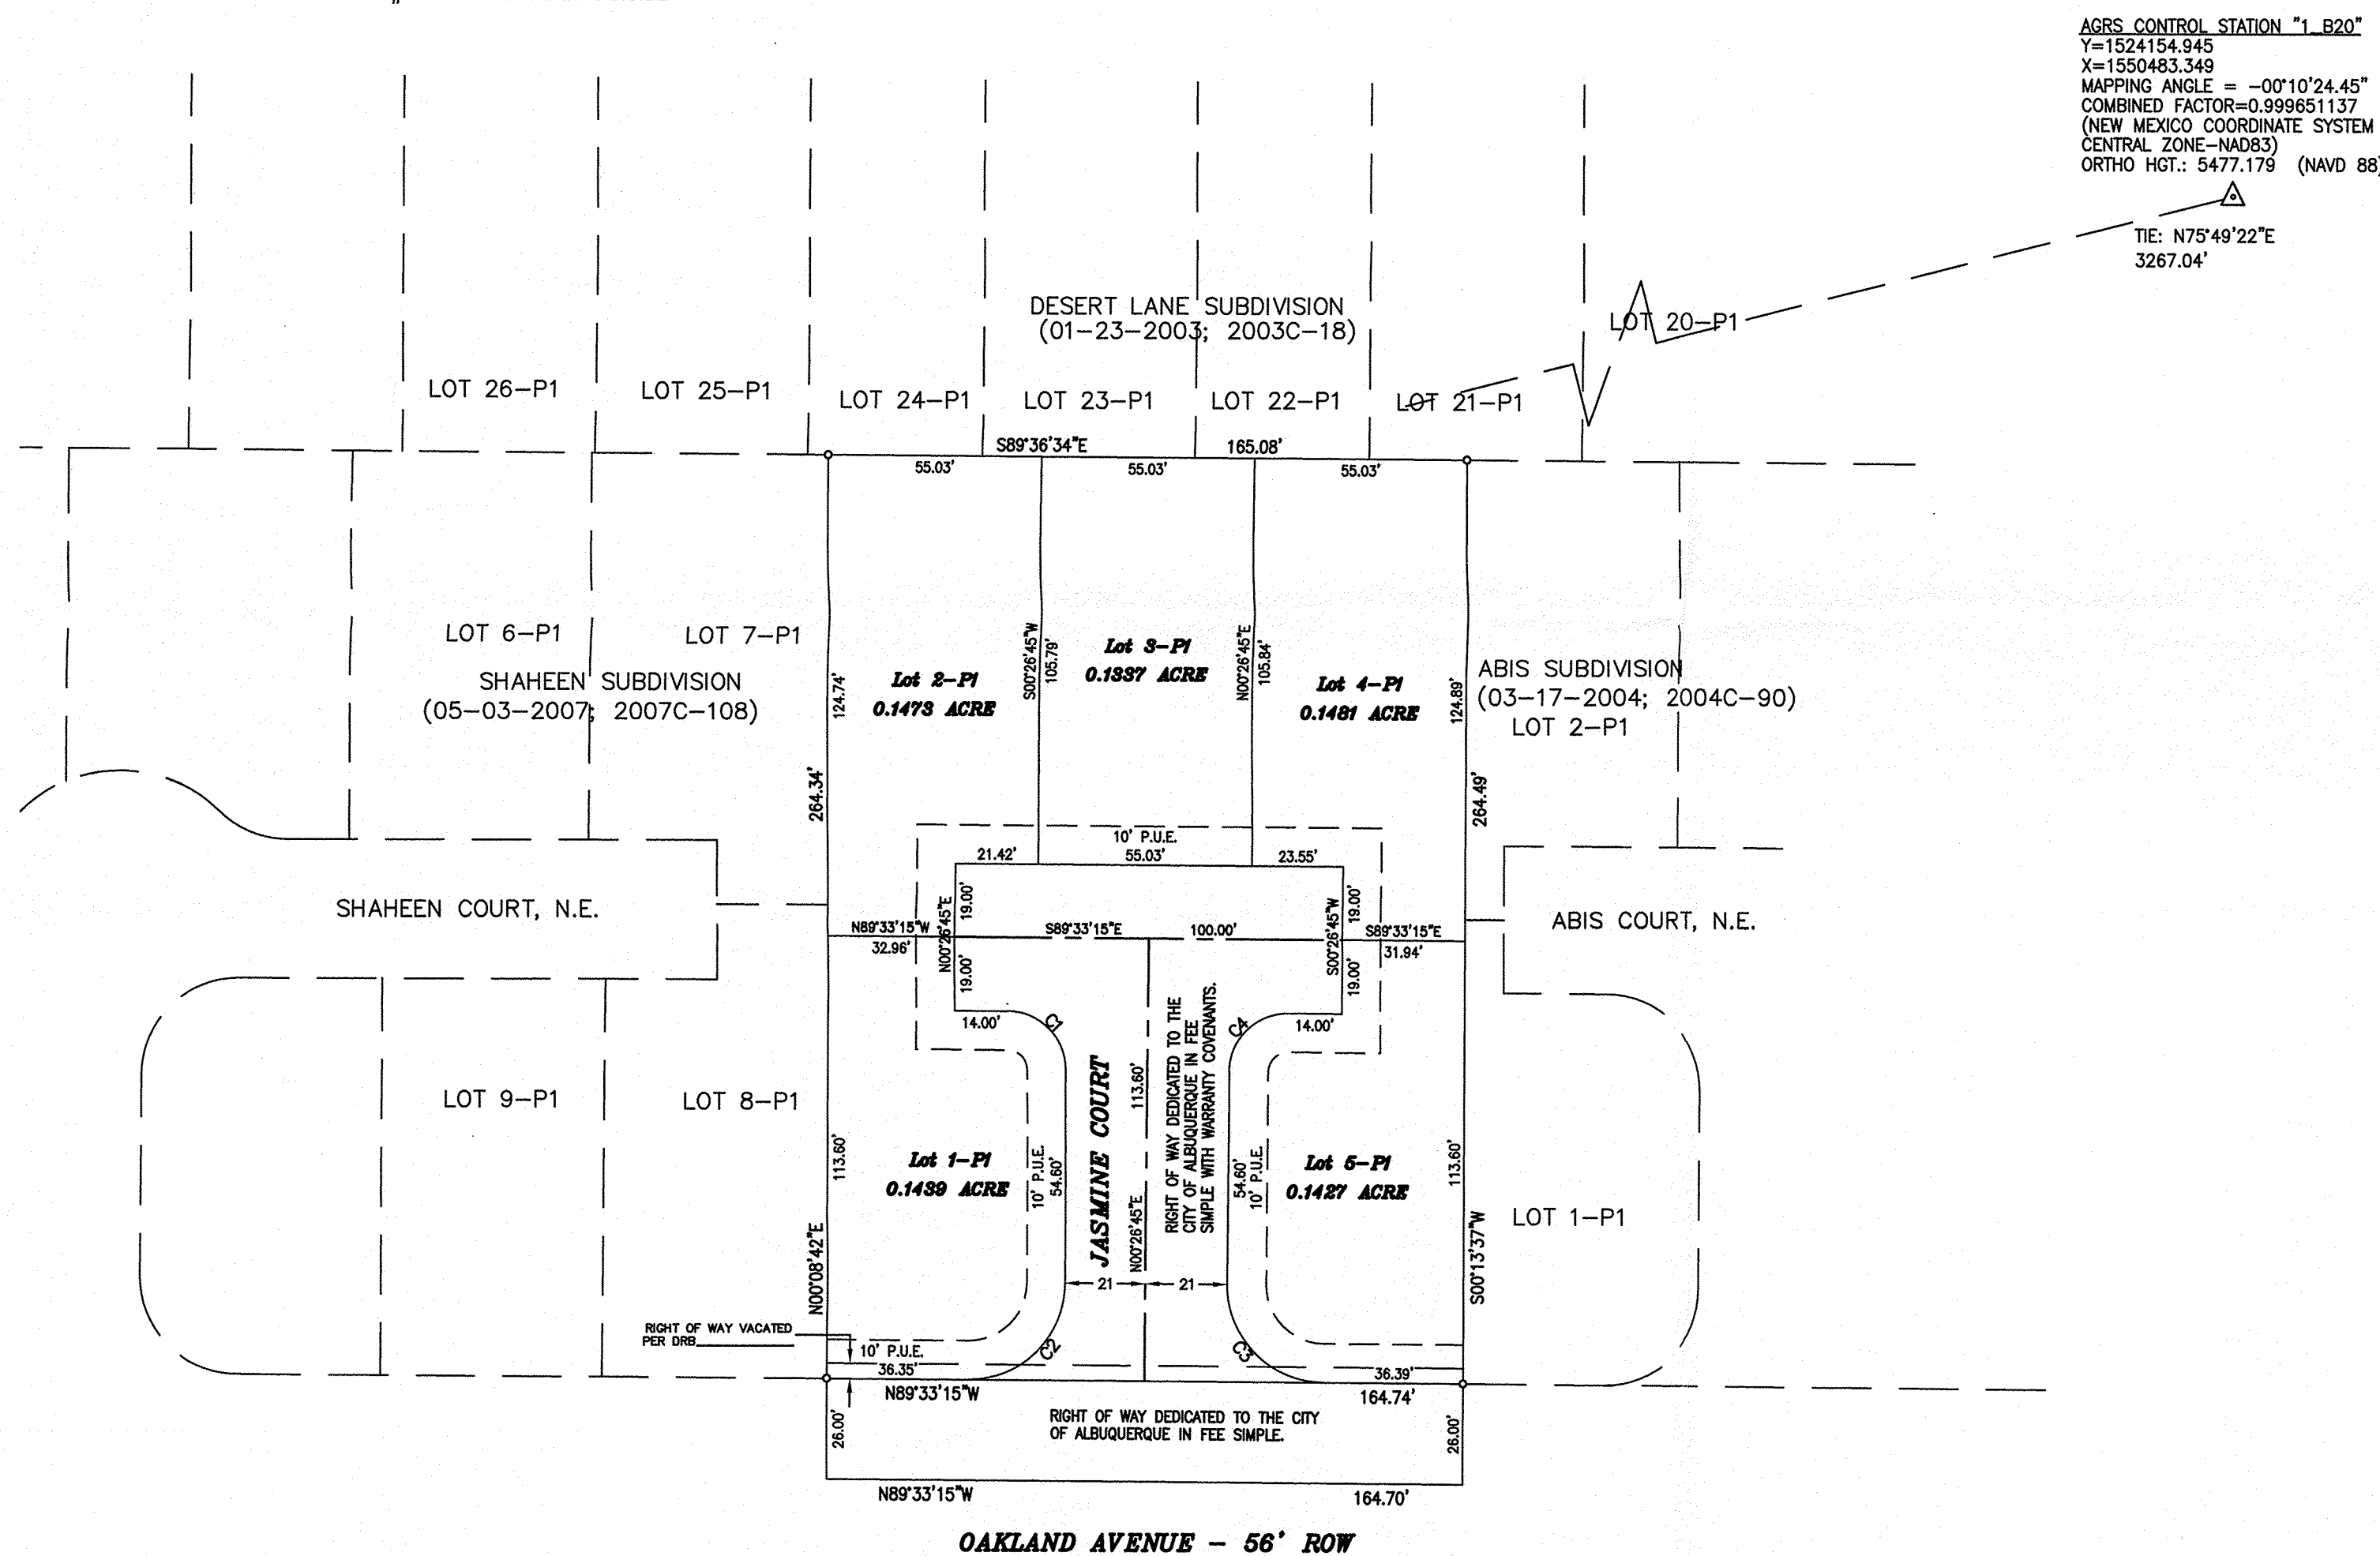 AGRS CONTROL STATION "1_B20"
Y=1524154.945
X=1550483.349
MAPPING ANGLE = -00°10'24.45"
COMBINED FACTOR=0.999651137
(NEW MEXICO COORDINATE SYSTEM
CENTRAL ZONE-NAD83)
ORTHO HGT.: 5477.179 (NAVD 88)
TIE: N75°49'22"E
3267.04'
DESERT LANE SUBDIVISION
(01-23-2003; 2003C-18)
LOT 20-P1
LOT 26-P1
LOT 25-P1
LOT 24-P1
LOT 23-P1
LOT 22-P1
LOT 21-P1
S89°36'34"E
165.08'
55.03'
55.03'
55.03'
LOT 6-P1
LOT 7-P1
SHAHEEN SUBDIVISION
(05-03-2007; 2007C-108)
124.74'
264.34'
Lot 2-P1
0.1473 ACRE
S00°26'45"W
105.79'
Lot 3-P1
0.1337 ACRE
N00°26'45"E
105.84'
Lot 4-P1
0.1481 ACRE
124.89'
264.49'
ABIS SUBDIVISION
(03-17-2004; 2004C-90)
LOT 2-P1
10' P.U.E.
21.42'
55.03'
23.55'
SHAHEEN COURT, N.E.
ABIS COURT, N.E.
N00°26'45"E
19.00'
19.00'
S00°26'45"W
19.00'
19.00'
N89°33'15"W
32.96'
S89°33'15"E
100.00'
S89°33'15"E
31.94'
14.00'
C1
C4
14.00'
LOT 9-P1
LOT 8-P1
113.60'
Lot 1-P1
0.1439 ACRE
10' P.U.E.
54.60'
JASMINE COURT
N00°26'45"E
113.60'
RIGHT OF WAY DEDICATED TO THE
CITY OF ALBUQUERQUE IN FEE
SIMPLE WITH WARRANTY COVENANTS.
54.60'
10' P.U.E.
Lot 5-P1
0.1427 ACRE
113.60'
LOT 1-P1
N00°08'42"E
S00°13'37"W
21
21
RIGHT OF WAY VACATED
PER DRB
10' P.U.E.
C2
C3
36.35'
36.39'
N89°33'15"W
164.74'
26.00'
RIGHT OF WAY DEDICATED TO THE CITY
OF ALBUQUERQUE IN FEE SIMPLE.
26.00'
N89°33'15"W
164.70'
OAKLAND AVENUE - 56' ROW